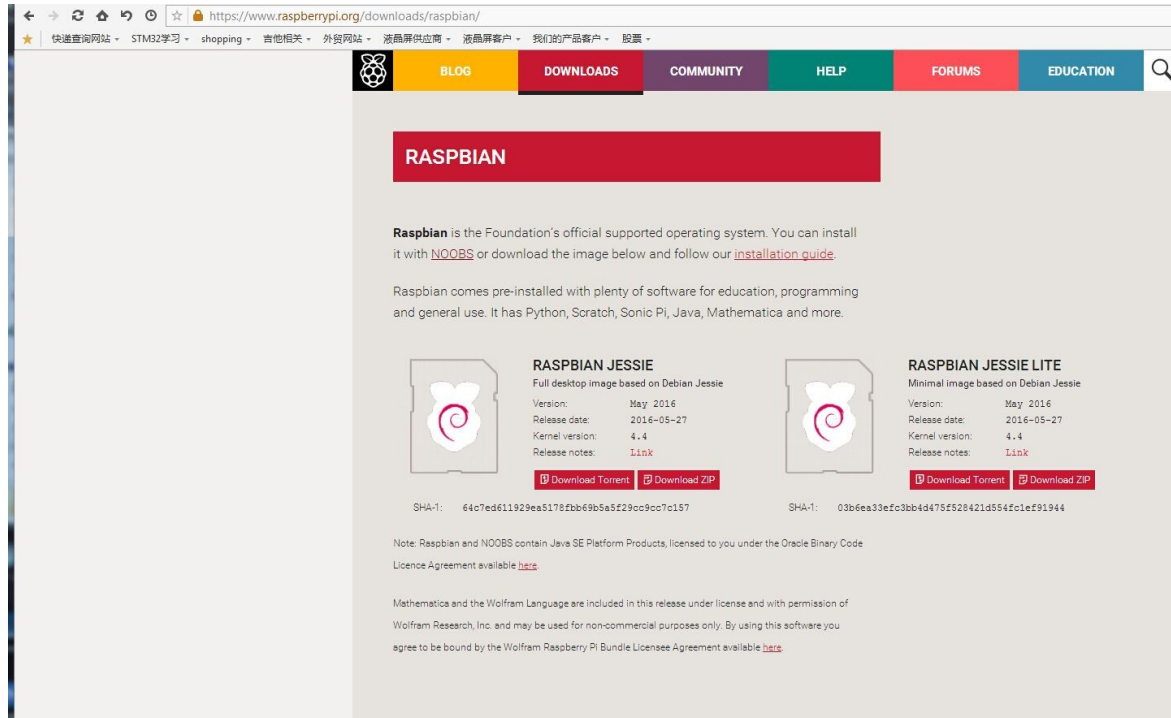 https://www.raspberrypi.org/downloads/raspbian/
快递查询网站 STM32学习 shopping 吉他相关 外贸网站 液晶屏供应商 液晶屏客户 我们的产品客户 股票
BLOG DOWNLOADS COMMUNITY HELP FORUMS EDUCATION
RASPBIAN
Raspbian is the Foundation's official supported operating system. You can install
it with NOOBS or download the image below and follow our installation guide.
Raspbian comes pre-installed with plenty of software for education, programming
and general use. It has Python, Scratch, Sonic Pi, Java, Mathematica and more.
RASPBIAN JESSIE
Full desktop image based on Debian Jessie
Version: May 2016
Release date: 2016-05-27
Kernel version: 4.4
Release notes: Link
Download Torrent Download ZIP
SHA-1: 64c7ed611929ea5178fbb69b5a5f29cc9cc7c157
RASPBIAN JESSIE LITE
Minimal image based on Debian Jessie
Version: May 2016
Release date: 2016-05-27
Kernel version: 4.4
Release notes: Link
Download Torrent Download ZIP
SHA-1: 03b6ea33efc3bb4d475f528421d554fc1ef91944
Note: Raspbian and NOOBS contain Java SE Platform Products, licensed to you under the Oracle Binary Code
Licence Agreement available here.
Mathematica and the Wolfram Language are included in this release under license and with permission of
Wolfram Research, Inc. and may be used for non-commercial purposes only. By using this software you
agree to be bound by the Wolfram Raspberry Pi Bundle Licensee Agreement available here.